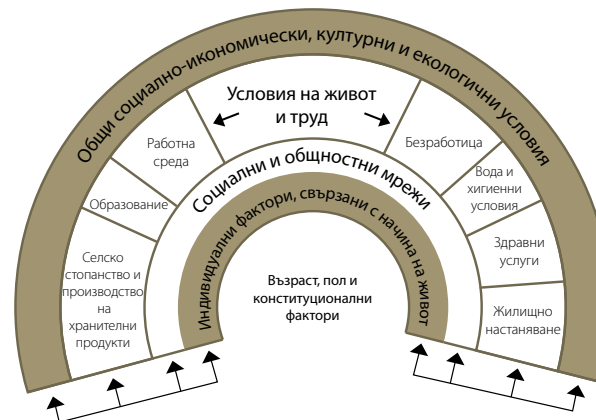 Общи социално-икономически, културни и екологични условия
Условия на живот
и труд
Работна
среда
Безработица
Образование
Вода и
хигиенни
условия
Селско
стопанство и
производство
на
хранителни
продукти
Здравни
услуги
Жилищно
настаняване
Социални и общностни мрежи
Индивидуални фактори, свързани с начина на живот
Възраст, пол и
конституционални
фактори